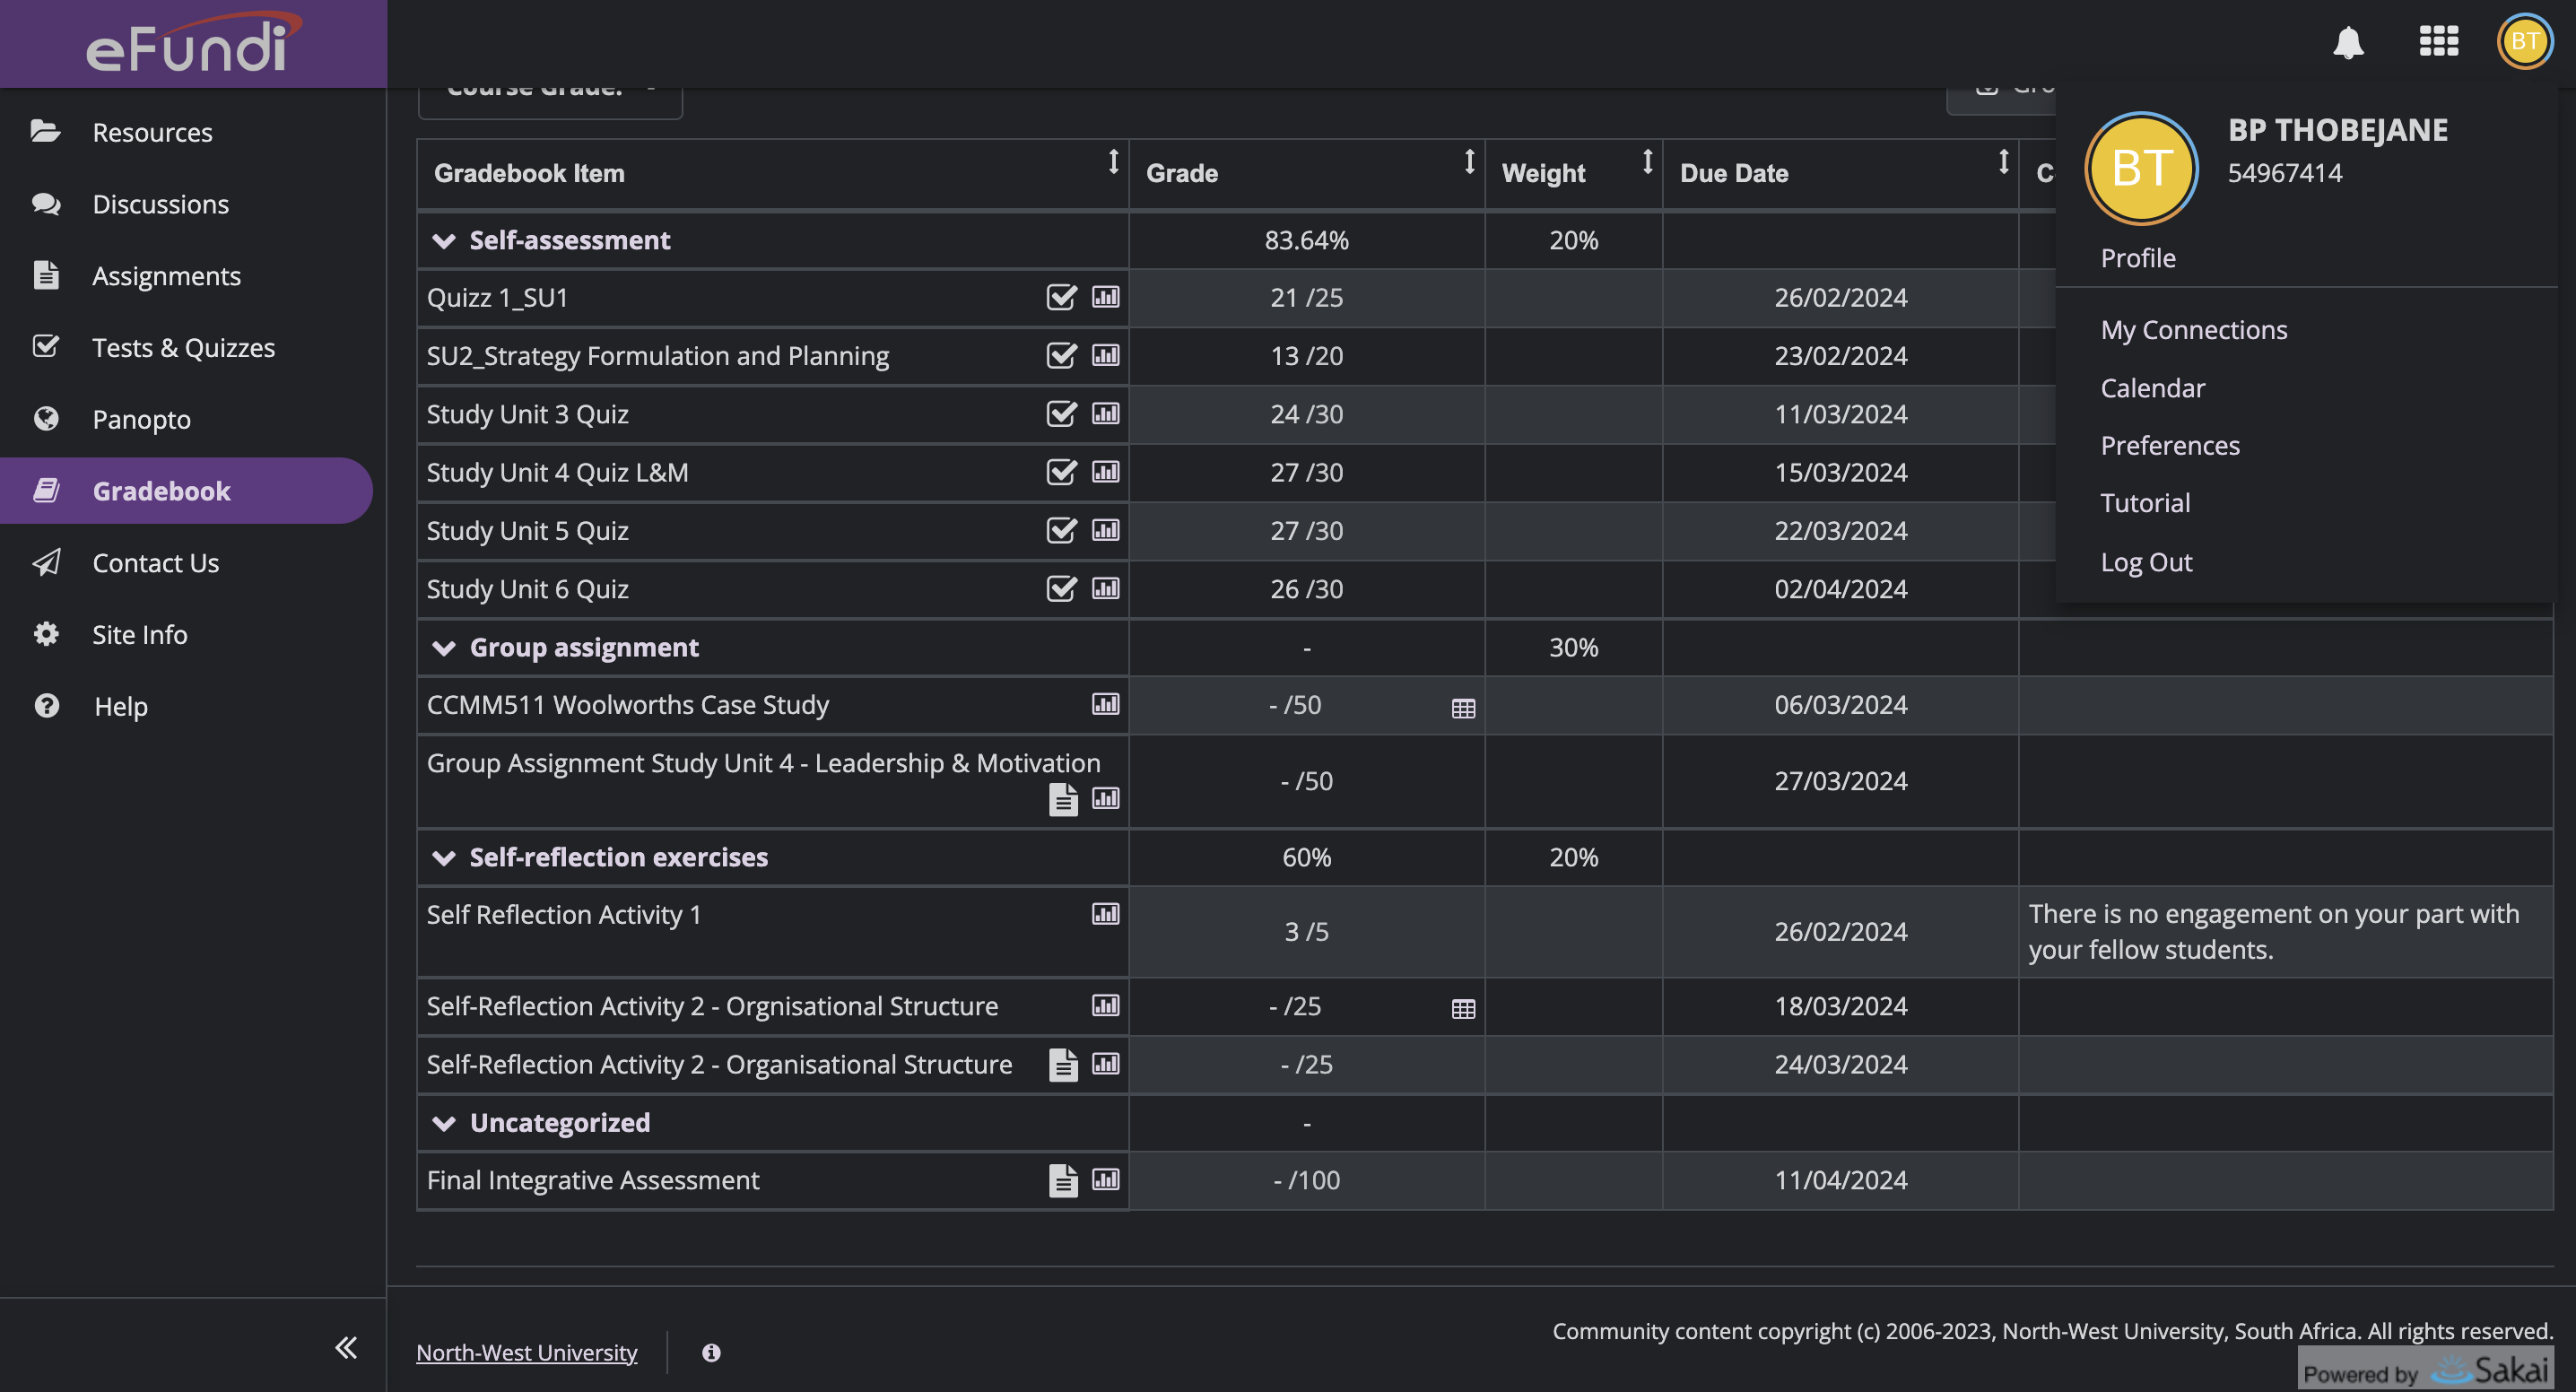 eFundi
BT
Course Grade: -
BT
BP THOBEJANE
54967414
Profile
My Connections
Calendar
Preferences
Tutorial
Log Out
Resources
Discussions
Assignments
Tests & Quizzes
Panopto
Gradebook
Contact Us
Site Info
Help
Gradebook Item Grade Weight Due Date
Self-assessment 83.64% 20%
Quizz 1_SU1 21 /25 26/02/2024
SU2_Strategy Formulation and Planning 13 /20 23/02/2024
Study Unit 3 Quiz 24 /30 11/03/2024
Study Unit 4 Quiz L&M 27 /30 15/03/2024
Study Unit 5 Quiz 27 /30 22/03/2024
Study Unit 6 Quiz 26 /30 02/04/2024
Group assignment - 30%
CCMM511 Woolworths Case Study - /50 06/03/2024
Group Assignment Study Unit 4 - Leadership & Motivation - /50 27/03/2024
Self-reflection exercises 60% 20%
Self Reflection Activity 1 3 /5 26/02/2024 There is no engagement on your part with
your fellow students.
Self-Reflection Activity 2 - Orgnisational Structure - /25 18/03/2024
Self-Reflection Activity 2 - Organisational Structure - /25 24/03/2024
Uncategorized -
Final Integrative Assessment - /100 11/04/2024
North-West University
Community content copyright (c) 2006-2023, North-West University, South Africa. All rights reserved.
Powered by Sakai